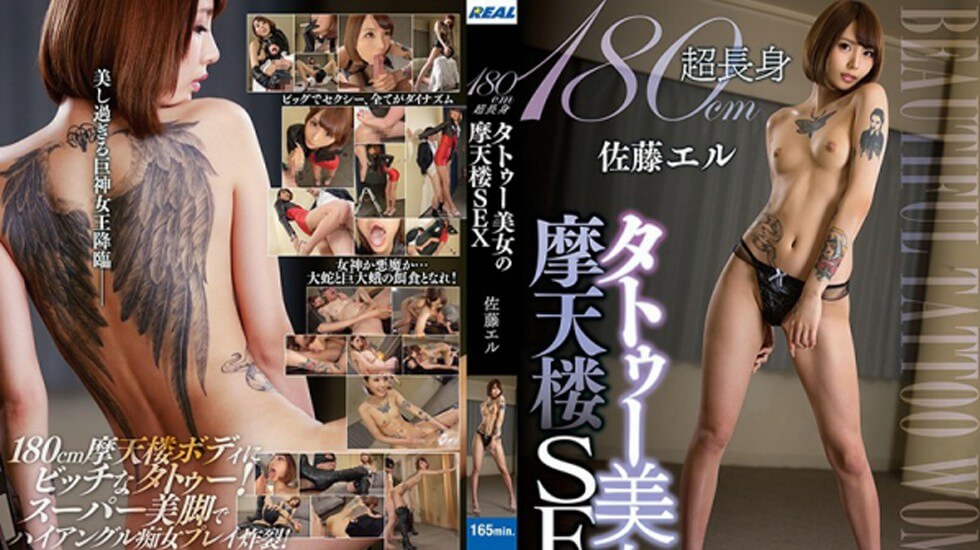 美し過ぎる巨神女王降臨――
ビッグでセクシー、全てがダイナズム
女神か悪魔か…
大蛇と巨大蛾の餌食となれ!
180cm摩天楼ボディに
ビッチなタトゥー!
スーパー美脚で
ハイアングル痴女プレイ炸裂!
REAL
180cm
超長身
タトゥー美女の
摩天楼SEX
佐藤エル
165min.
180cm
超長身
佐藤エル
タトゥー美女
摩天楼SE
BEAUTIFUL TATTOO WOM